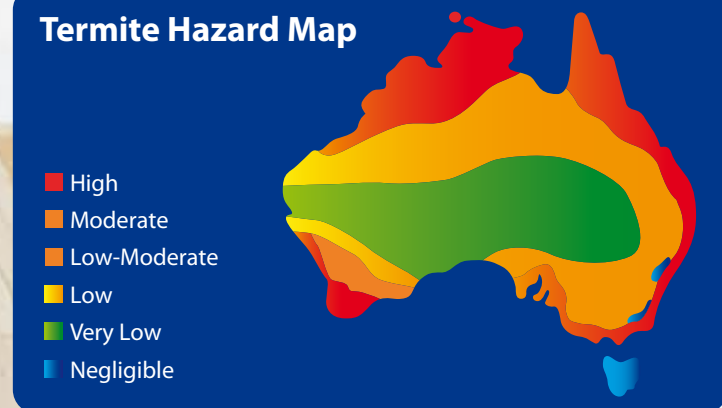 Termite Hazard Map
High
Moderate
Low-Moderate
Low
Very Low
Negligible